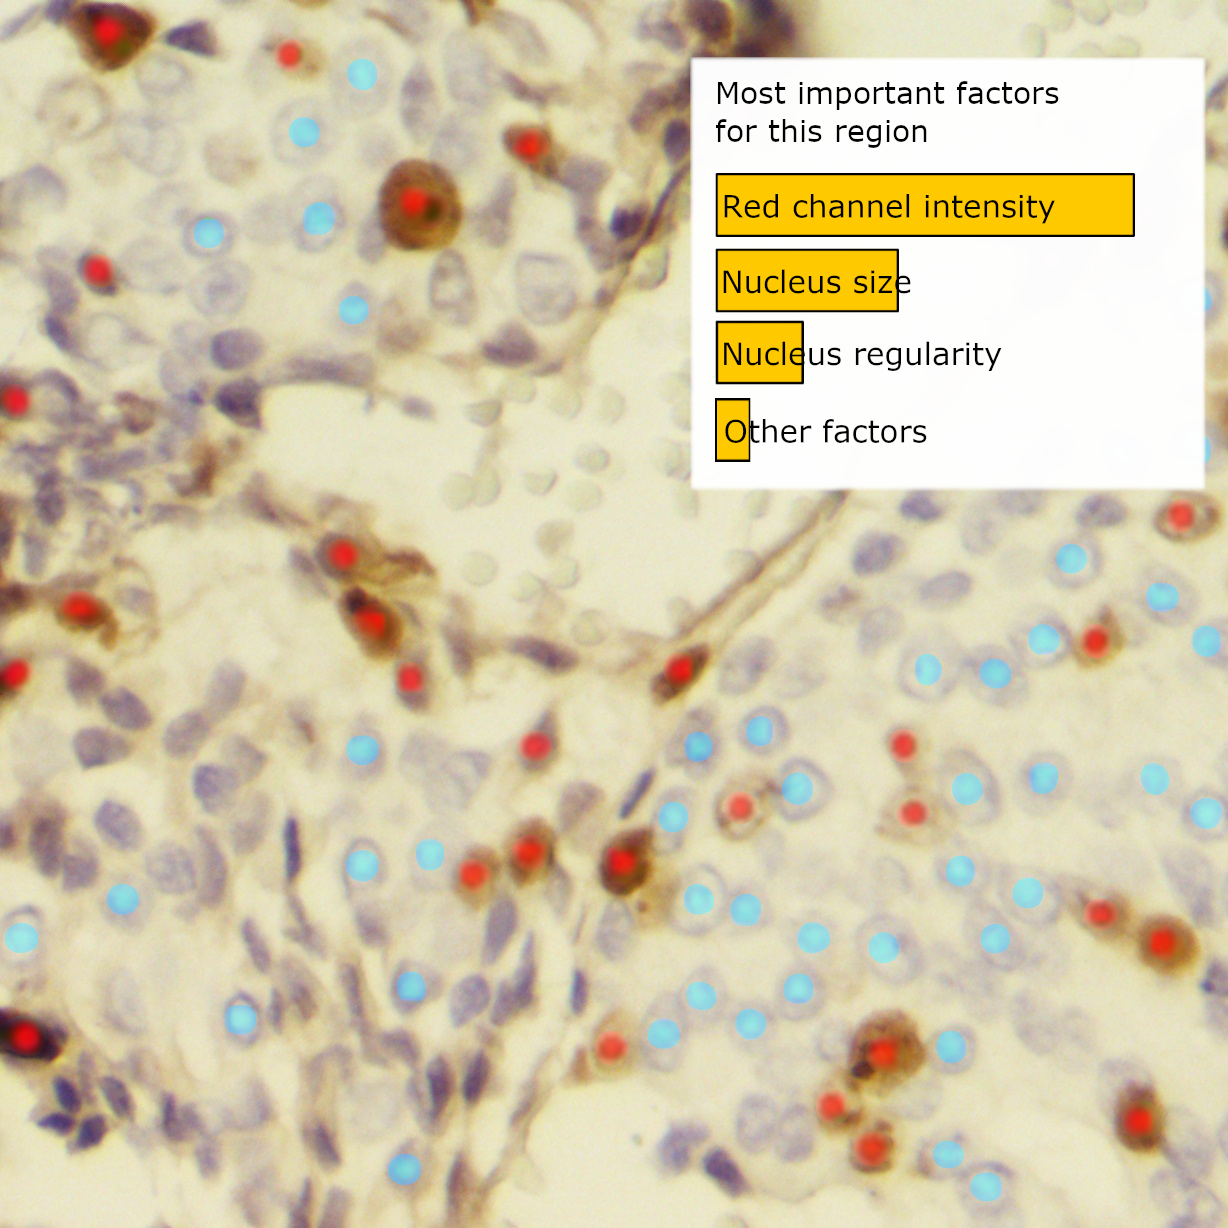 Most important factors
for this region
Red channel intensity
Nucleus size
Nucleus regularity
Other factors